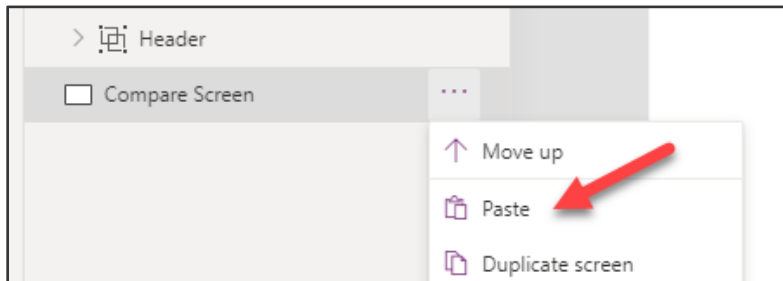 Header
Compare Screen
Move up
Paste
Duplicate screen